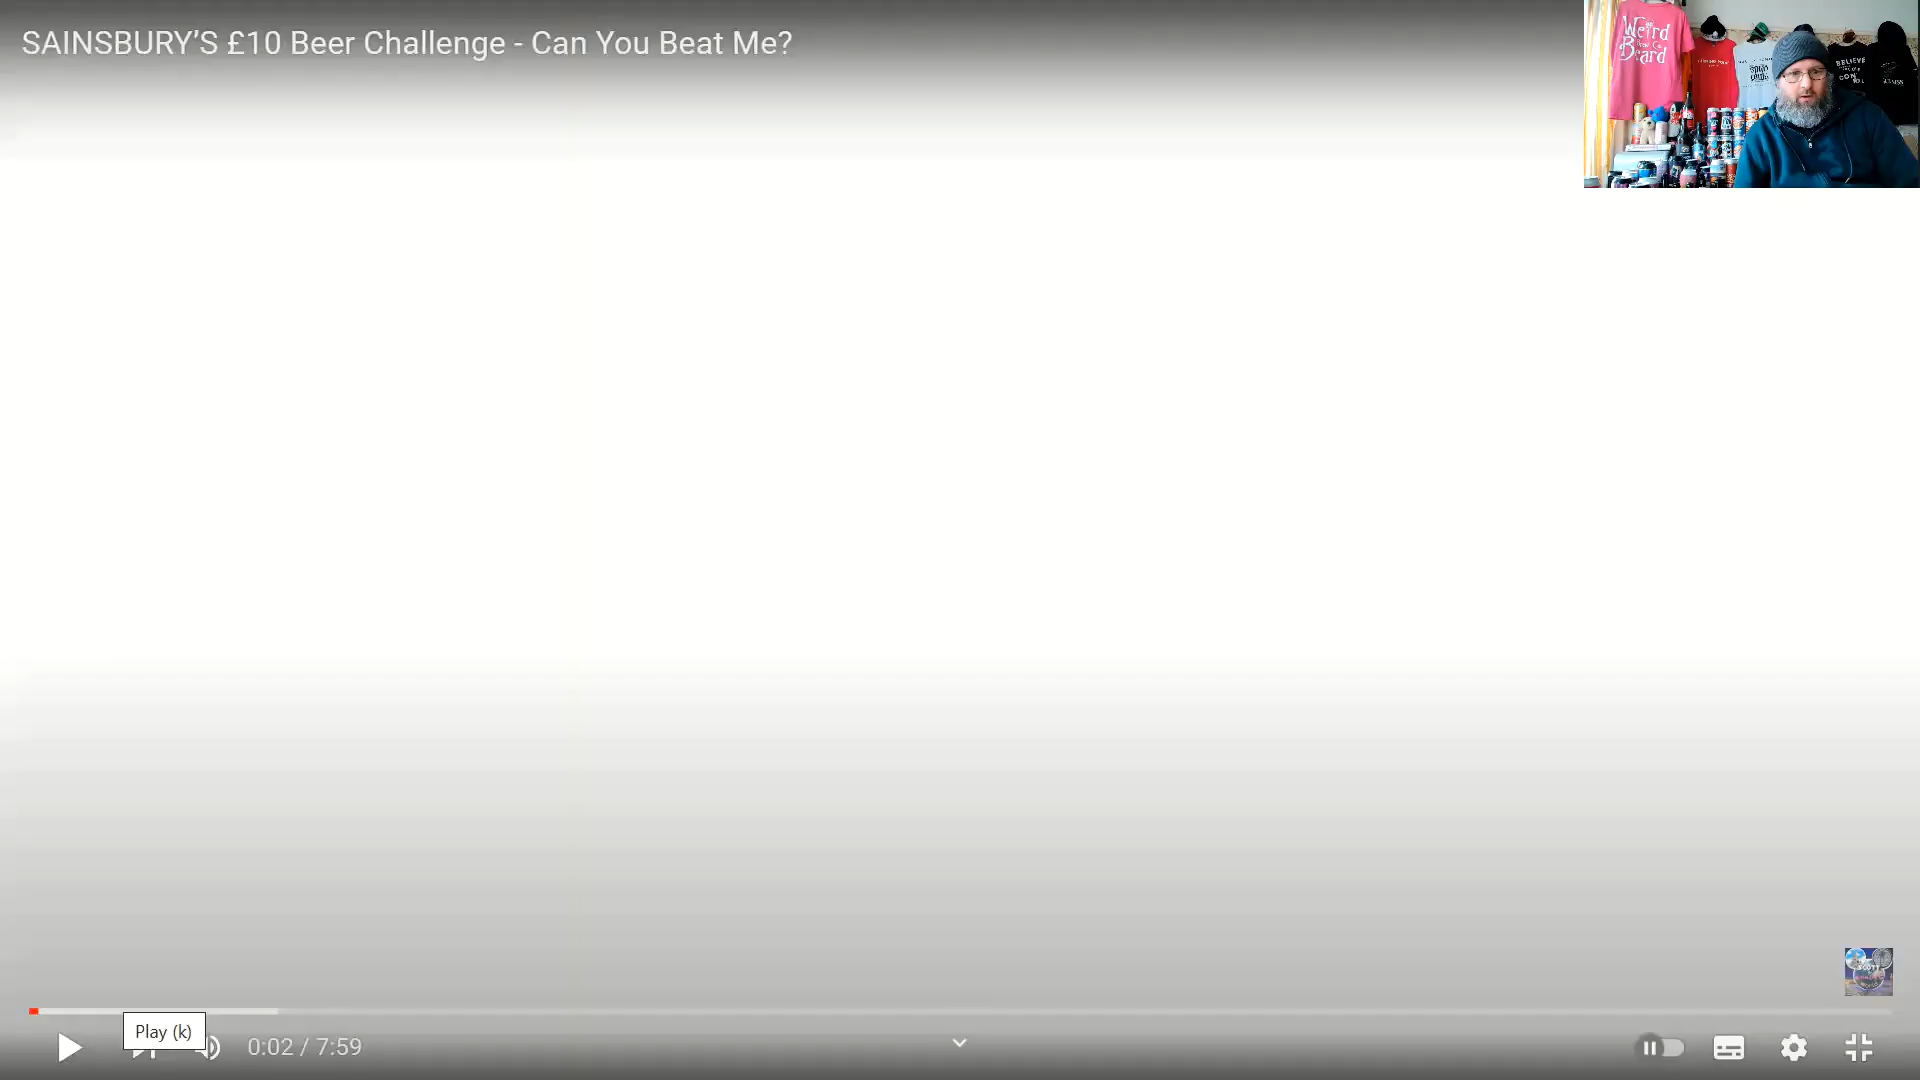 SAINSBURY’S £10 Beer Challenge - Can You Beat Me?
Weird
Beard
BELIEVE
Play (k)
0:02 / 7:59